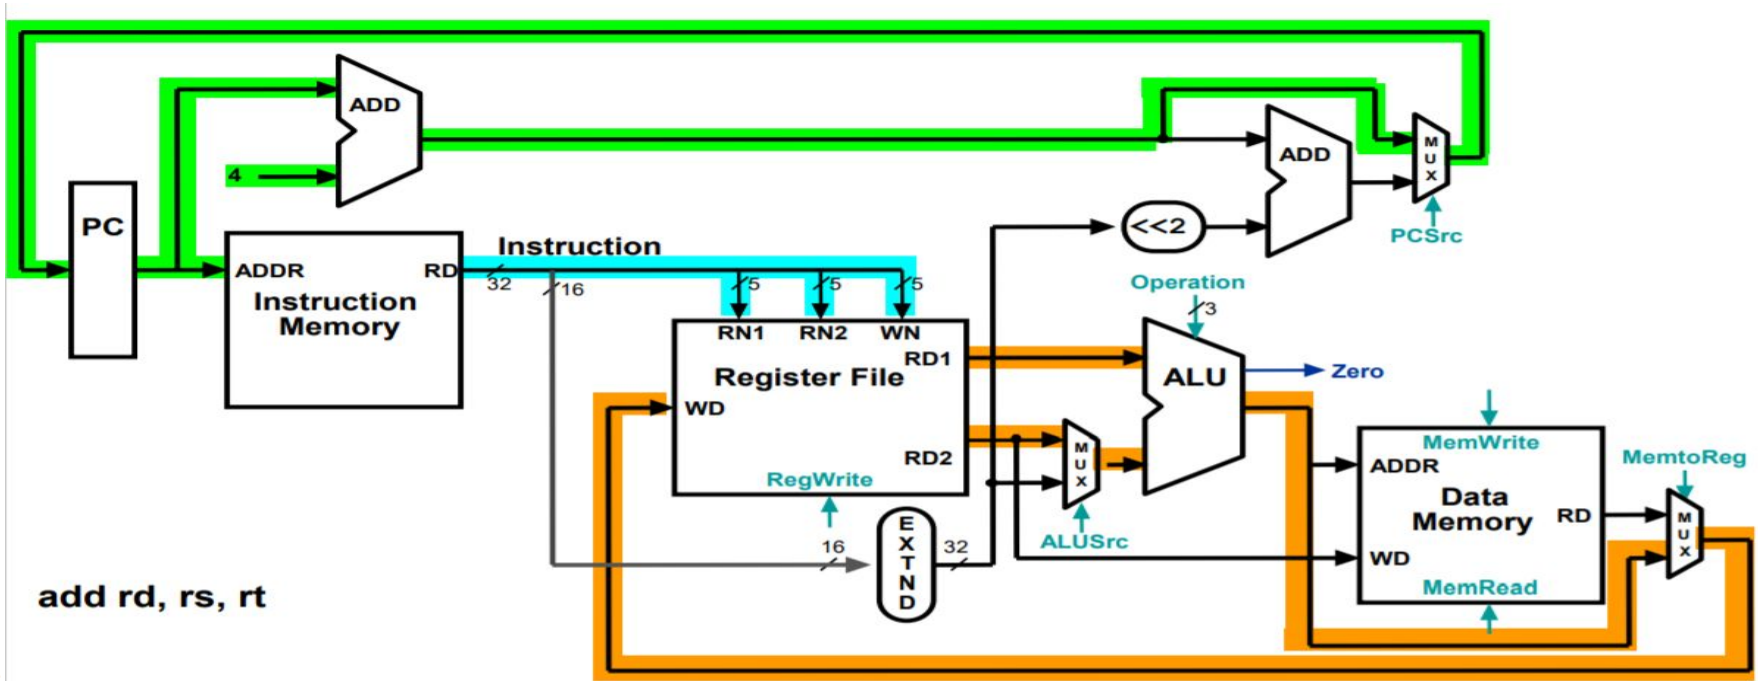 ADD
4
PC
ADD
M
U
X
<<2
PCSrc
Instruction
ADDR
RD
32
16
5
5
5
Instruction
Memory
Operation
3
RN1
RN2
WN
RD1
Register File
WD
RD2
RegWrite
ALU
Zero
M
U
X
ALUSrc
MemWrite
ADDR
Data
Memory
RD
WD
MemRead
MemtoReg
M
U
X
16
E
X
T
N
D
32
add rd, rs, rt